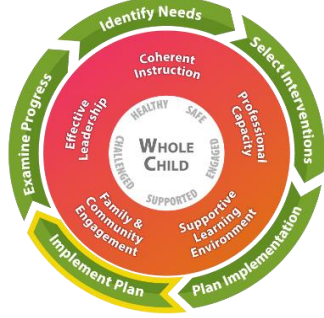 Identify Needs
Select Interventions
Plan Implementation
Implement Plan
Examine Progress
Coherent
Instruction
Professional
Capacity
Supportive
Learning
Environment
Family &
Community
Engagement
Effective
Leadership
HEALTHY
SAFE
ENGAGED
SUPPORTED
CHALLENGED
WHOLE
CHILD